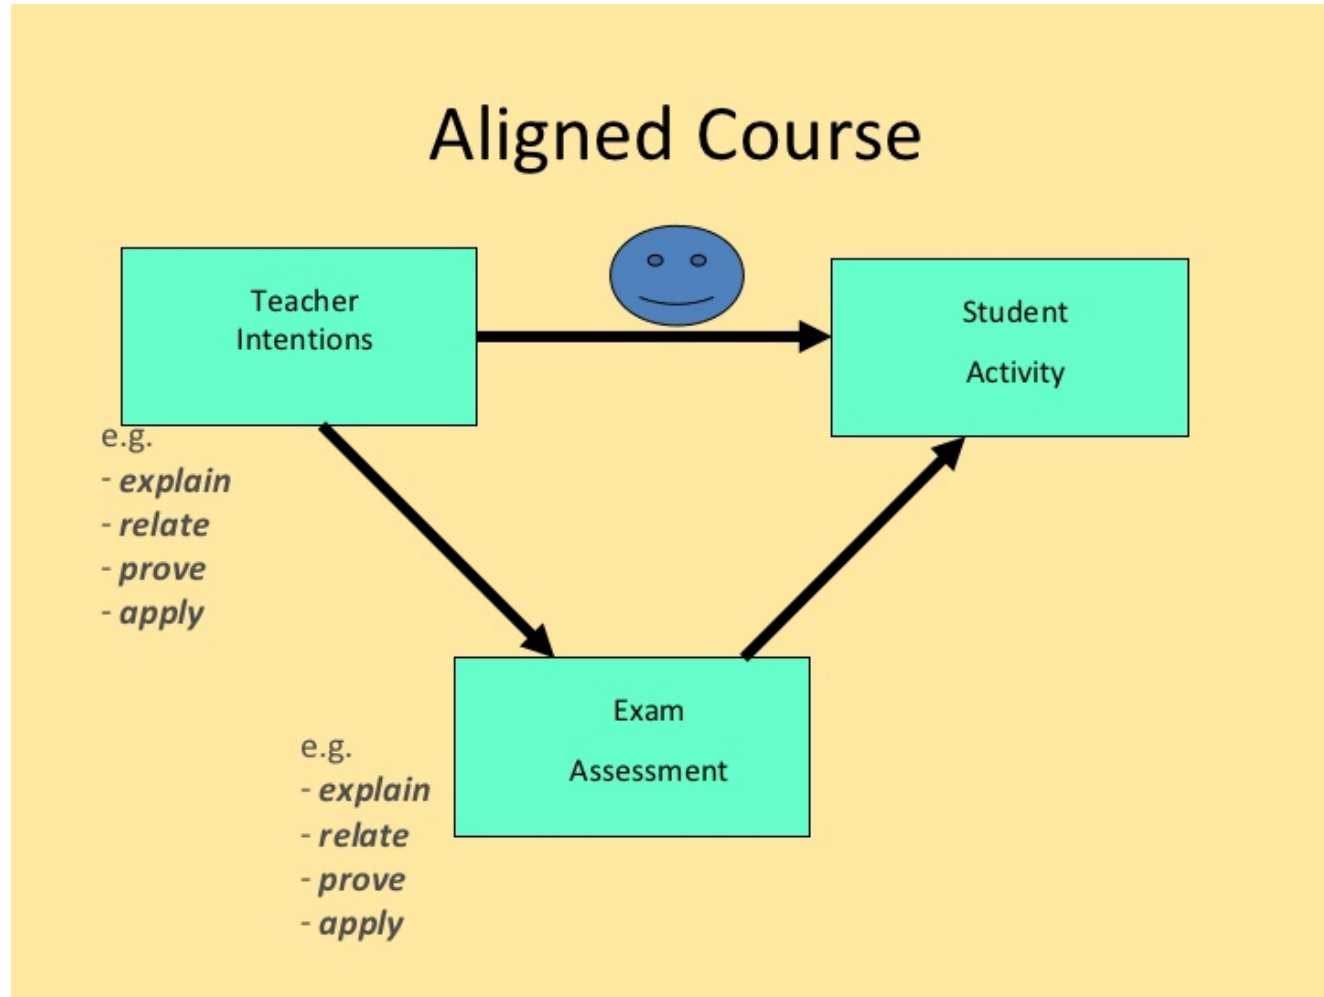 Aligned Course
Teacher
Intentions
Student
Activity
e.g.
- explain
- relate
- prove
- apply
Exam
Assessment
e.g.
- explain
- relate
- prove
- apply